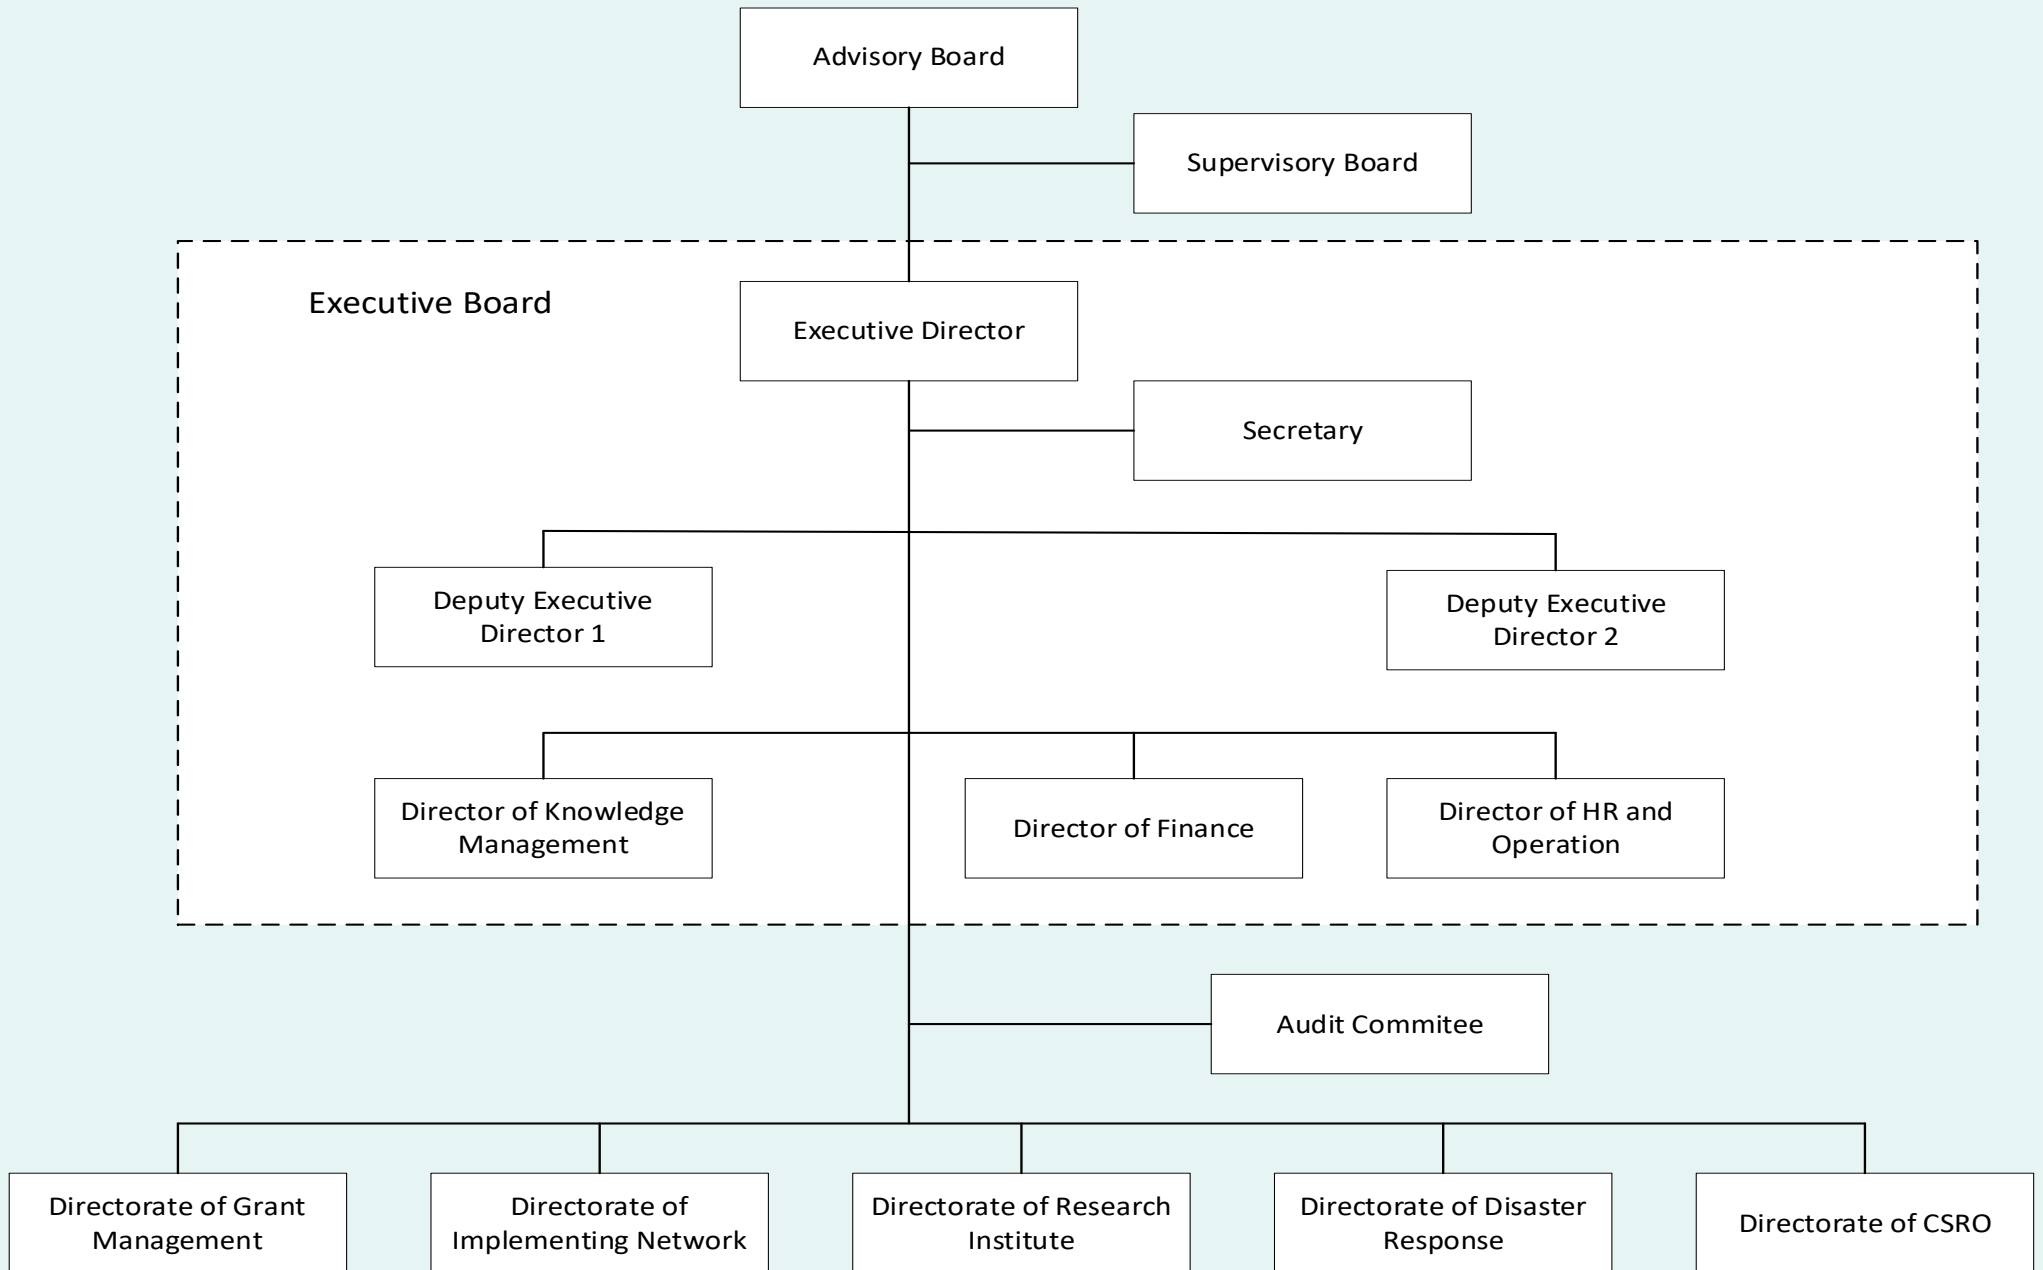 Advisory Board
Supervisory Board
Executive Board
Executive Director
Secretary
Deputy Executive
Director 1
Deputy Executive
Director 2
Director of Knowledge
Management
Director of Finance
Director of HR and
Operation
Audit Commitee
Directorate of Grant
Management
Directorate of
Implementing Network
Directorate of Research
Institute
Directorate of Disaster
Response
Directorate of CSRO